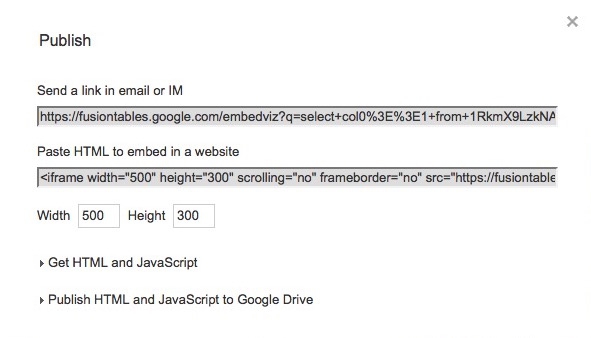 Publish
Send a link in email or IM
https://fusiontables.google.com/embedviz?q=select+col0%3E%3E1+from+1RkmX9LzkNA
Paste HTML to embed in a website
<iframe width="500" height="300" scrolling="no" frameborder="no" src="https://fusiontable
Width 500 Height 300
Get HTML and JavaScript
Publish HTML and JavaScript to Google Drive